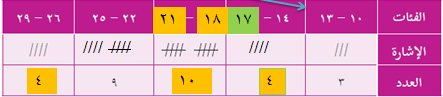 الفئات ١٠ – ١٣ ١٤ – ١٧ ١٨ – ٢١ ٢٢ – ٢٥ ٢٦ – ٢٩
الإشارة /// //// <s>////</s> <s>////</s> <s>////</s> //// ////
العدد ٣ ٤ ١٠ ٩ ٤